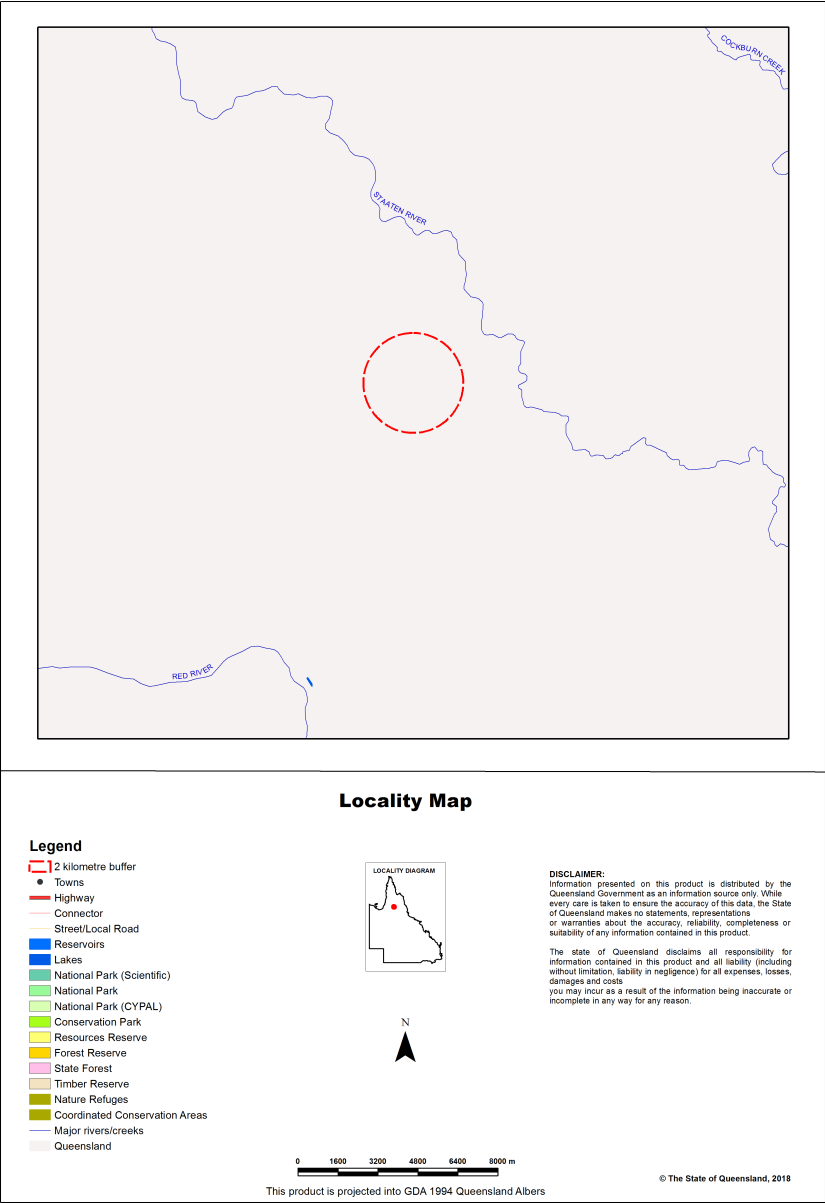 COCKBURN CREEK
STAATEN RIVER
RED RIVER
Locality Map
Legend
2 kilometre buffer
Towns
Highway
Connector
Street/Local Road
Reservoirs
Lakes
National Park (Scientific)
National Park
National Park (CYPAL)
Conservation Park
Resources Reserve
Forest Reserve
State Forest
Timber Reserve
Nature Refuges
Coordinated Conservation Areas
Major rivers/creeks
Queensland
LOCALITY DIAGRAM
N
0 1600 3200 4800 6400 8000 m
This product is projected into GDA 1994 Queensland Albers
DISCLAIMER:
Information presented on this product is distributed by the
Queensland Government as an information source only. While
every care is taken to ensure the accuracy of this data, the State
of Queensland makes no statements, representations
or warranties about the accuracy, reliability, completeness or
suitability of any information contained in this product.
The state of Queensland disclaims all responsibility for
information contained in this product and all liability (including
without limitation, liability in negligence) for all expenses, losses,
damages and costs
you may incur as a result of the information being inaccurate or
incomplete in any way for any reason.
© The State of Queensland, 2018